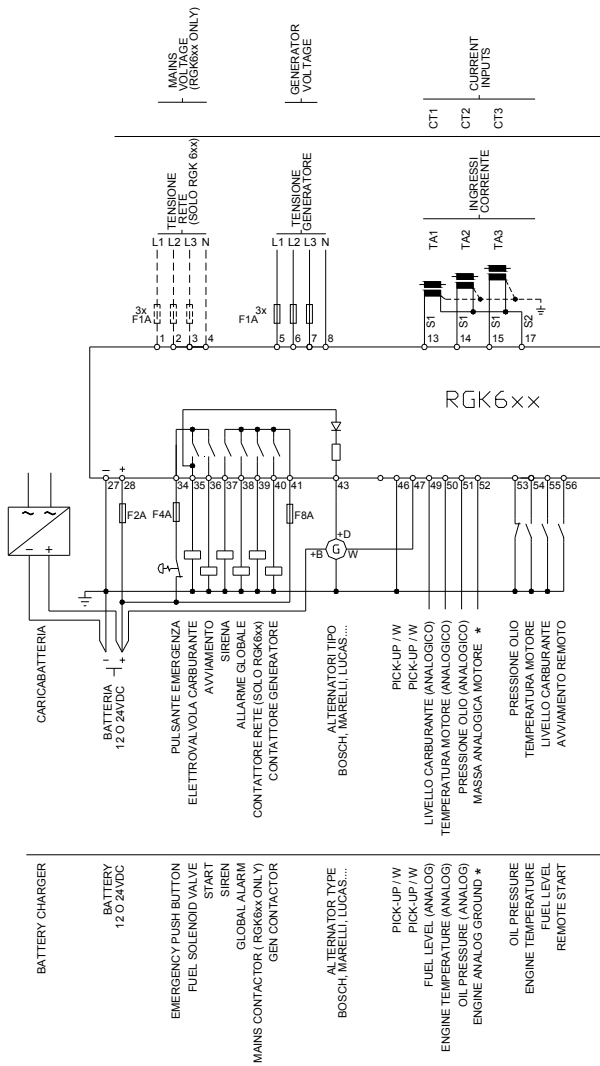 MAINS
VOLTAGE
(RGK6xx ONLY)
GENERATOR
VOLTAGE
CURRENT
INPUTS
CT1
CT2
CT3
TENSIONE
RETE
(SOLO RGK 6xx)
TENSIONE
GENERATORE
INGRESSI
CORRENTE
L1 L2 L3 N
L1 L2 L3 N
TA1
TA2
TA3
3x
F1A
3x
F1A
S1
S1
S1
S2
1 2 3 4
5 6 7 8
13 14 15 17
RGK6xx
– +
27 28 34 35 36 37 38 39 40 41 43 46 47 49 50 51 52 53 54 55 56
F2A
F4A
F8A
+D
+B
G
W
~ ~
– +
– +
CARICABATTERIA
BATTERIA
12 O 24VDC
PULSANTE EMERGENZA
ELETTROVALVOLA CARBURANTE
AVVIAMENTO
SIRENA
ALLARME GLOBALE
CONTATTORE RETE (SOLO RGK6xx)
CONTATTORE GENERATORE
ALTERNATORI TIPO
BOSCH, MARELLI, LUCAS....
PICK-UP / W
PICK-UP / W
LIVELLO CARBURANTE (ANALOGICO)
TEMPERATURA MOTORE (ANALOGICO)
PRESSIONE OLIO (ANALOGICO)
MASSA ANALOGICA MOTORE *
PRESSIONE OLIO
TEMPERATURA MOTORE
LIVELLO CARBURANTE
AVVIAMENTO REMOTO
BATTERY CHARGER
BATTERY
12 O 24VDC
EMERGENCY PUSH BUTTON
FUEL SOLENOID VALVE
START
SIREN
GLOBAL ALARM
MAINS CONTACTOR ( RGK6xx ONLY)
GEN CONTACTOR
ALTERNATOR TYPE
BOSCH, MARELLI, LUCAS....
PICK-UP / W
PICK-UP / W
FUEL LEVEL (ANALOG)
ENGINE TEMPERATURE (ANALOG)
OIL PRESSURE ( ANALOG)
ENGINE ANALOG GROUND *
OIL PRESSURE
ENGINE TEMPERATURE
FUEL LEVEL
REMOTE START